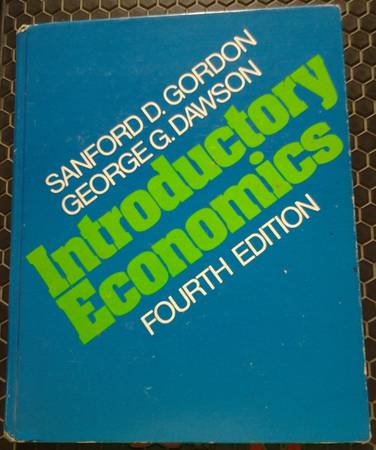 SANFORD D. GORDON
GEORGE G. DAWSON
Introductory
Economics
FOURTH EDITION